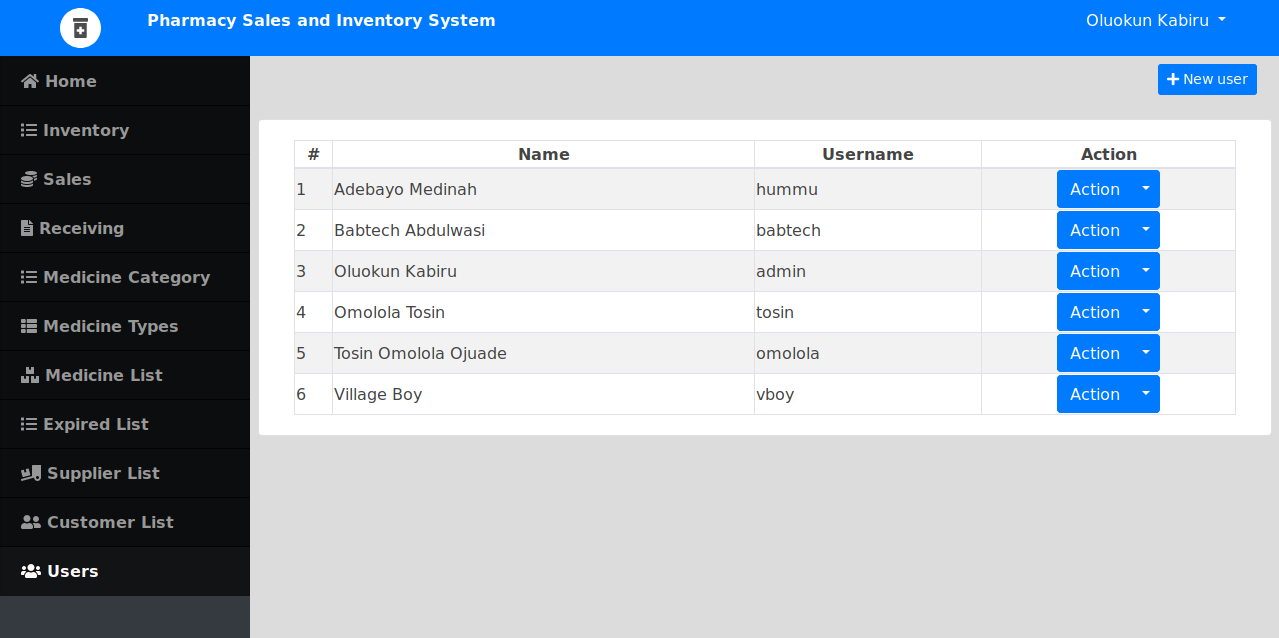 Pharmacy Sales and Inventory System
Oluokun Kabiru
Home
Inventory
Sales
Receiving
Medicine Category
Medicine Types
Medicine List
Expired List
Supplier List
Customer List
Users
New user
# Name Username Action
1 Adebayo Medinah hummu Action
2 Babtech Abdulwasi babtech Action
3 Oluokun Kabiru admin Action
4 Omolola Tosin tosin Action
5 Tosin Omolola Ojuade omolola Action
6 Village Boy vboy Action